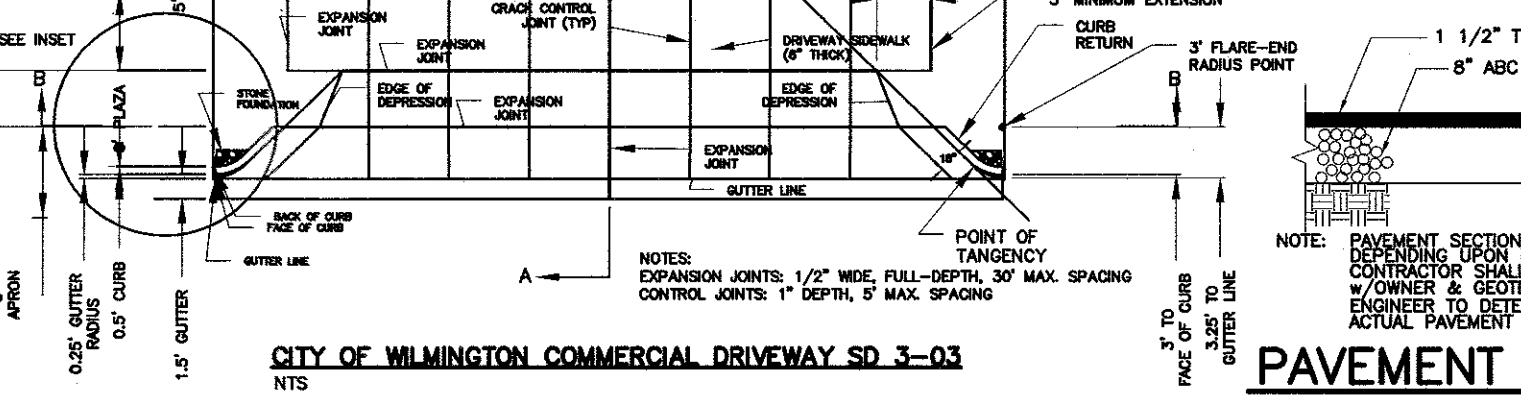 SEE INSET
5'
EXPANSION
JOINT
CRACK CONTROL
JOINT (TYP)
EXPANSION
JOINT
DRIVEWAY SIDEWALK
(6" THICK)
MINIMUM EXTENSION
CURB
RETURN
3' FLARE-END
RADIUS POINT
1 1/2" T
8" ABC
B
B
STONE
FOUNDATION
EDGE OF
DEPRESSION
EXPANSION
JOINT
EDGE OF
DEPRESSION
PLAZA
EXPANSION
JOINT
18"
GUTTER LINE
BACK OF CURB
FACE OF CURB
GUTTER LINE
POINT OF
TANGENCY
APRON
0.25' GUTTER
RADIUS
0.5' CURB
1.5' GUTTER
A
NOTES:
EXPANSION JOINTS: 1/2" WIDE, FULL-DEPTH, 30' MAX. SPACING
CONTROL JOINTS: 1" DEPTH, 5' MAX. SPACING
3' TO
FACE OF CURB
3.25' TO
GUTTER LINE
NOTE: PAVEMENT SECTION
DEPENDING UPON
CONTRACTOR SHALL
w/OWNER & GEOTE
ENGINEER TO DETE
ACTUAL PAVEMENT
CITY OF WILMINGTON COMMERCIAL DRIVEWAY SD 3-03
NTS
PAVEMENT